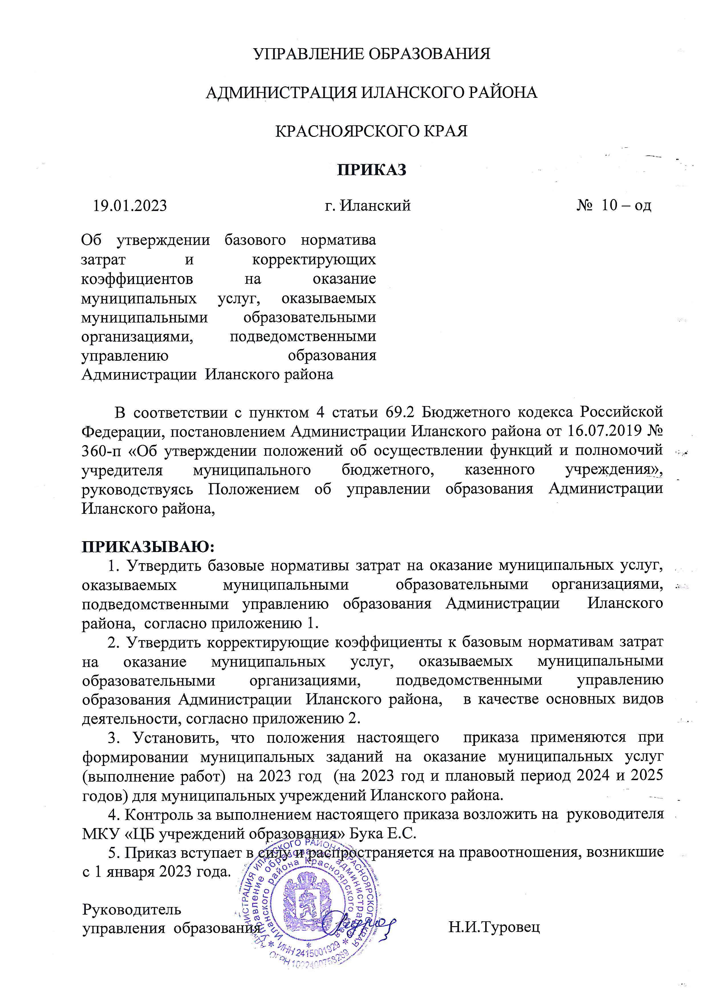 УПРАВЛЕНИЕ ОБРАЗОВАНИЯ
АДМИНИСТРАЦИЯ ИЛАНСКОГО РАЙОНА
КРАСНОЯРСКОГО КРАЯ
ПРИКАЗ
19.01.2023 г. Иланский № 10 – од
Об утверждении базового норматива
затрат и корректирующих
коэффициентов на оказание
муниципальных услуг, оказываемых
муниципальными образовательными
организациями, подведомственными
управлению образования
Администрации Иланского района
В соответствии с пунктом 4 статьи 69.2 Бюджетного кодекса Российской
Федерации, постановлением Администрации Иланского района от 16.07.2019 №
360-п «Об утверждении положений об осуществлении функций и полномочий
учредителя муниципального бюджетного, казенного учреждения»,
руководствуясь Положением об управлении образования Администрации
Иланского района,
ПРИКАЗЫВАЮ:
1. Утвердить базовые нормативы затрат на оказание муниципальных услуг,
оказываемых муниципальными образовательными организациями,
подведомственными управлению образования Администрации Иланского
района, согласно приложению 1.
2. Утвердить корректирующие коэффициенты к базовым нормативам затрат
на оказание муниципальных услуг, оказываемых муниципальными
образовательными организациями, подведомственными управлению
образования Администрации Иланского района, в качестве основных видов
деятельности, согласно приложению 2.
3. Установить, что положения настоящего приказа применяются при
формировании муниципальных заданий на оказание муниципальных услуг
(выполнение работ) на 2023 год (на 2023 год и плановый период 2024 и 2025
годов) для муниципальных учреждений Иланского района.
4. Контроль за выполнением настоящего приказа возложить на руководителя
МКУ «ЦБ учреждений образования» Бука Е.С.
5. Приказ вступает в силу и распространяется на правоотношения, возникшие
с 1 января 2023 года.
Руководитель
управления образования Н.И.Туровец
АДМИНИСТРАЦИЯ ИЛАНСКОГО РАЙОНА КРАСНОЯРСКОГО КРАЯ
* Управление образования администрации *
Иланского района Красноярского края
* ИНН 2415001929 *
ОГРН 1022400758269